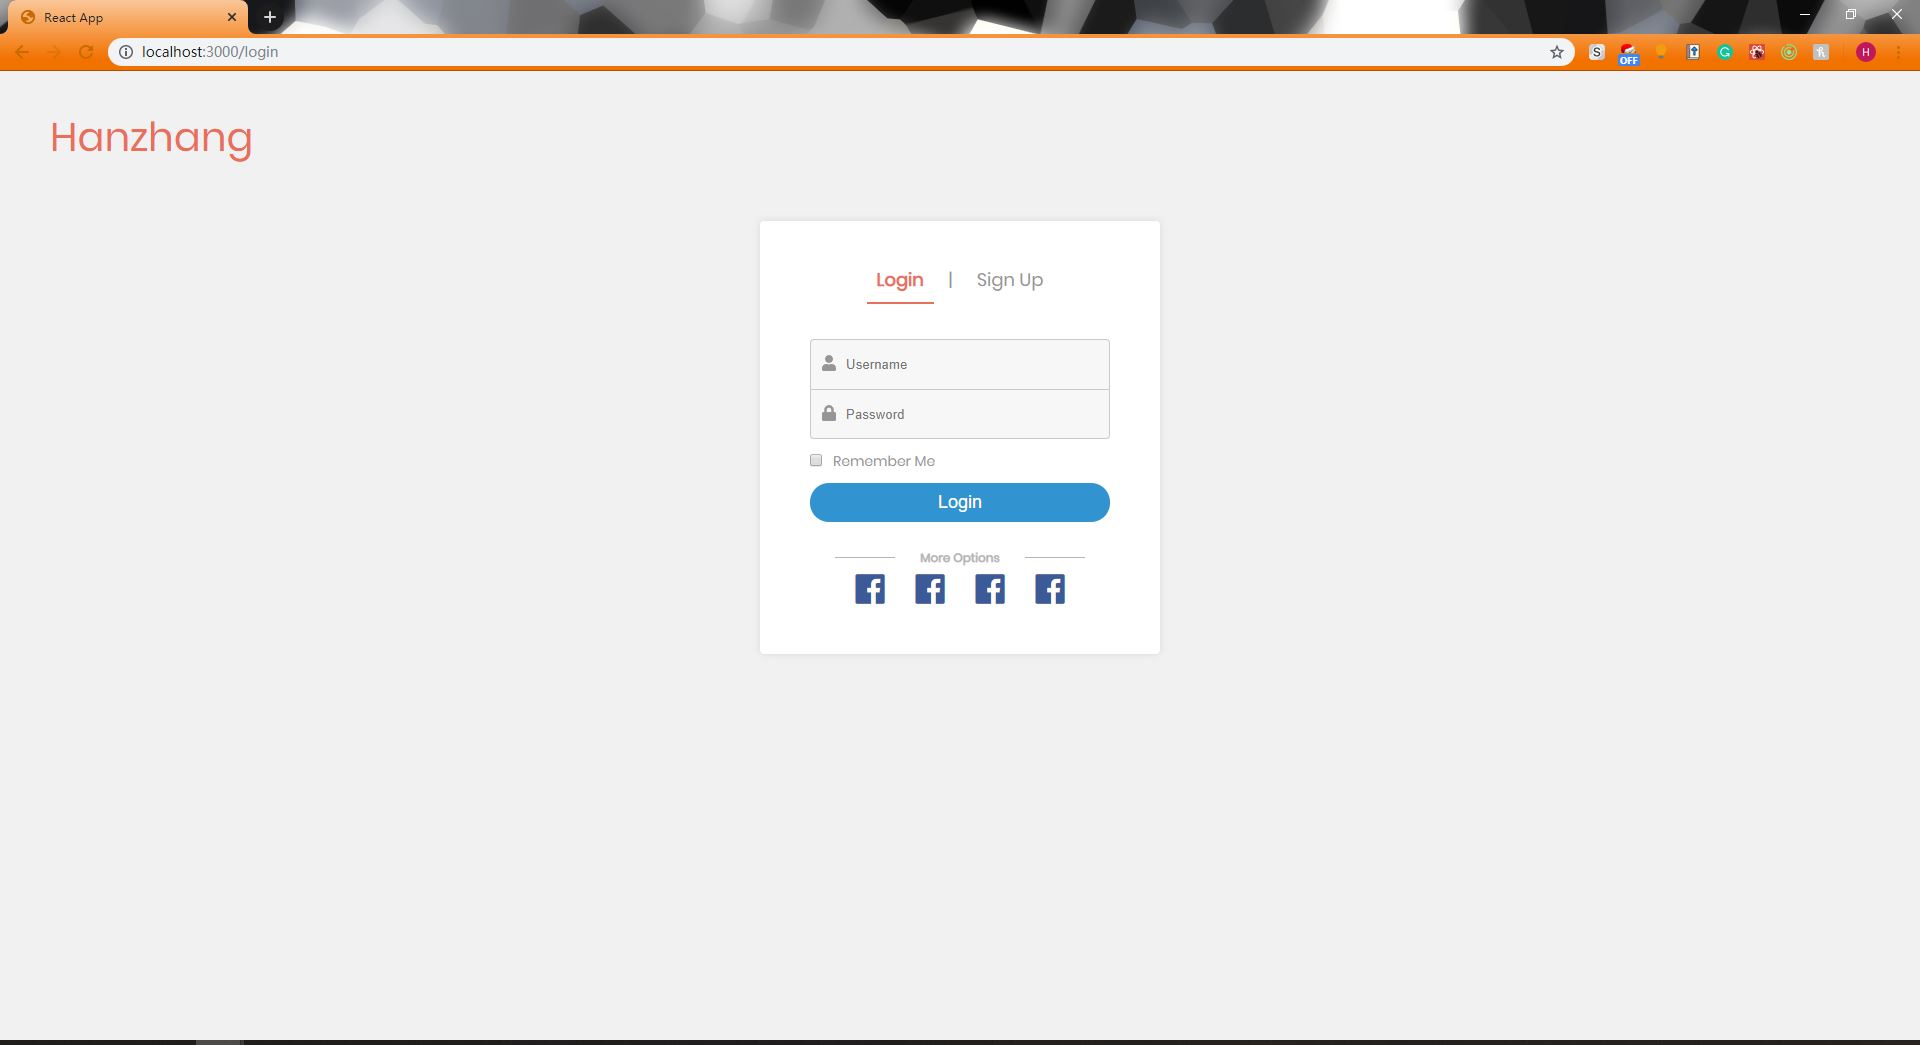 React App
localhost:3000/login
S
OFF
G
H
Hanzhang
Login | Sign Up
Username
Password
Remember Me
Login
More Options